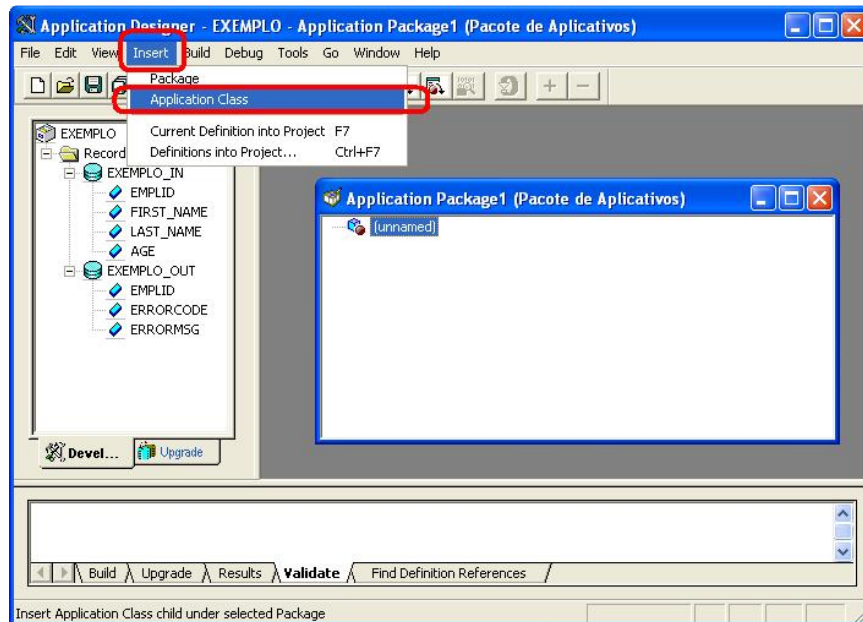 Application Designer - EXEMPLO - Application Package1 (Pacote de Aplicativos)
File Edit View Insert Build Debug Tools Go Window Help
Package
Application Class
Current Definition into Project F7
Definitions into Project... Ctrl+F7
EXEMPLO
Record
EXEMPLO_IN
EMPLID
FIRST_NAME
LAST_NAME
AGE
EXEMPLO_OUT
EMPLID
ERRORCODE
ERRORMSG
Devel...
Upgrade
Application Package1 (Pacote de Aplicativos)
(unnamed)
Build Upgrade Results Validate Find Definition References
Insert Application Class child under selected Package